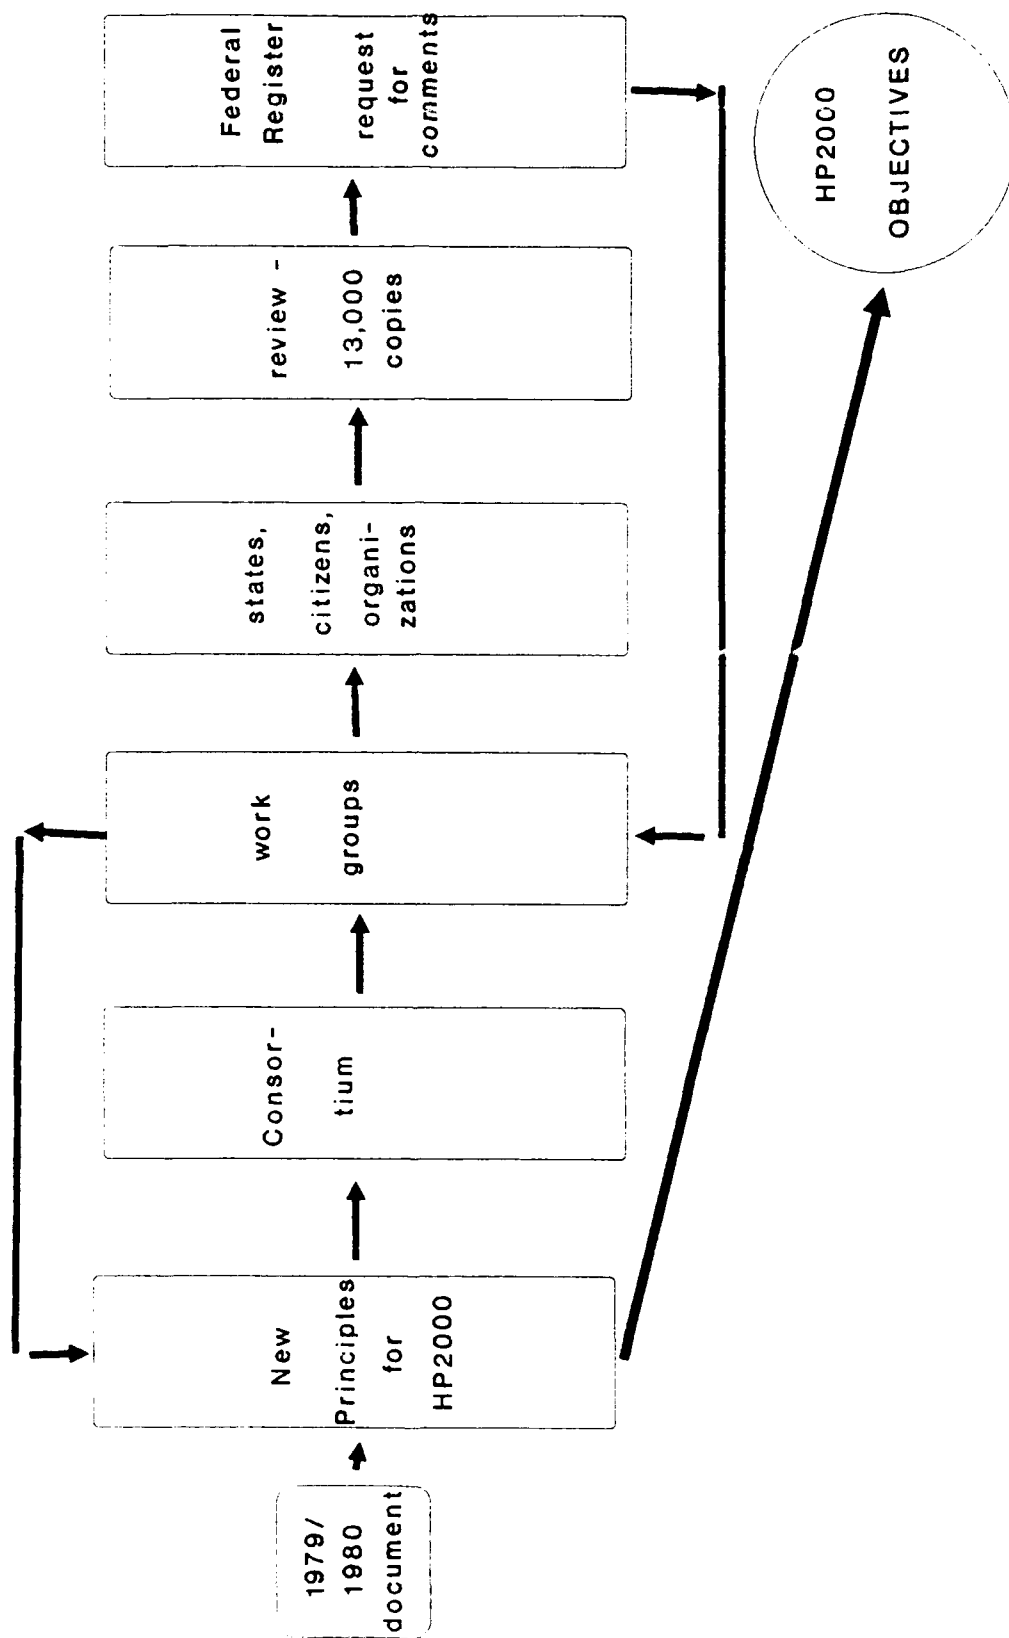 1979/
1980
document
New
Principles
for
HP2000
Consor-
tium
work
groups
states,
citizens,
organi-
zations
review -
13,000
copies
Federal
Register
request
for
comments
HP2000
OBJECTIVES